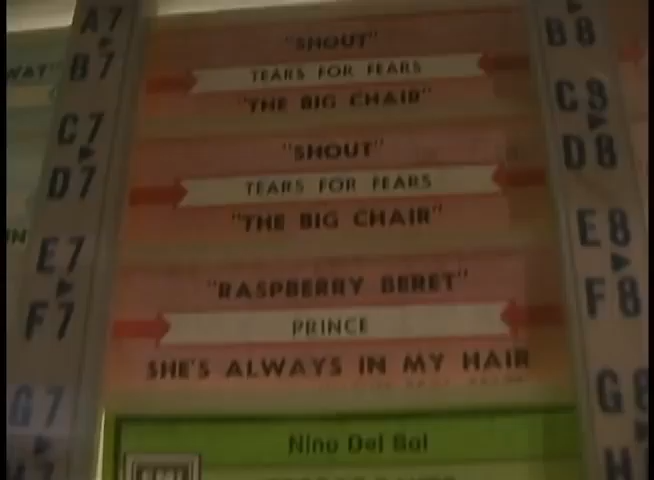 A7
B7
C7
D7
E7
F7
G7
"SHOUT"
TEARS FOR FEARS
"THE BIG CHAIR"
"SHOUT"
TEARS FOR FEARS
"THE BIG CHAIR"
"RASPBERRY BERET"
PRINCE
SHE'S ALWAYS IN MY HAIR
Nino Del Sol
B8
C8
D8
E8
F8
G8